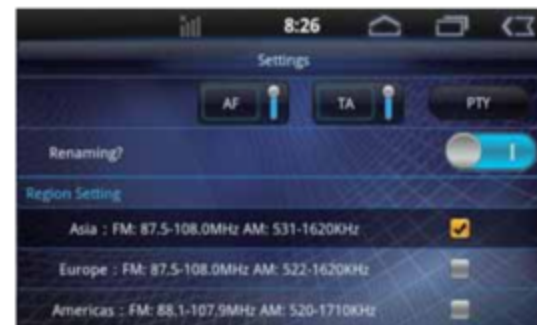 8:26
Settings
AF TA PTY
Renaming?
Region Setting
Asia : FM: 87.5-108.0MHz AM: 531-1620KHz
Europe : FM: 87.5-108.0MHz AM: 522-1620KHz
Americas : FM: 88.1-107.9MHz AM: 520-1710KHz